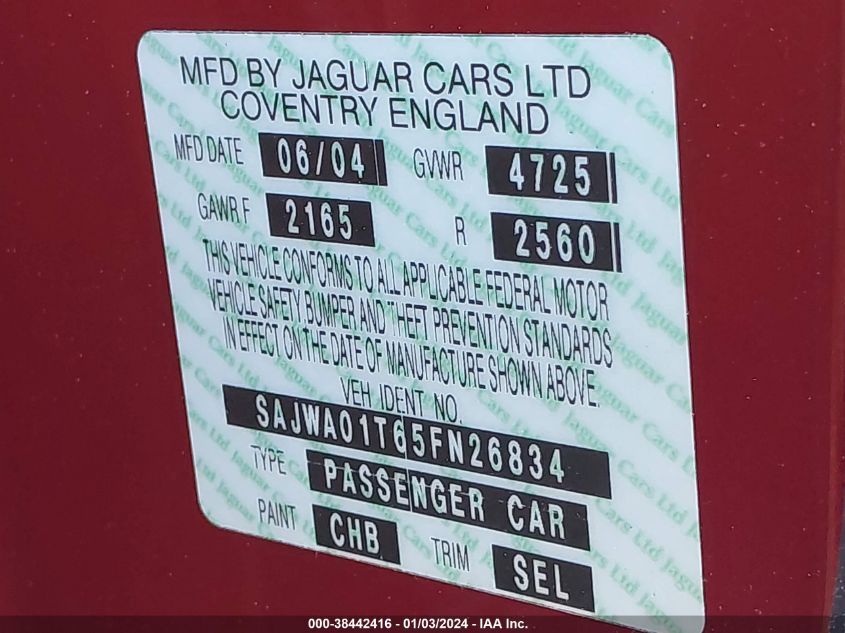 MFD BY JAGUAR CARS LTD
COVENTRY ENGLAND
MFD DATE 06/04 GVWR 4725
GAWR F 2165 R 2560
THIS VEHICLE CONFORMS TO ALL APPLICABLE FEDERAL MOTOR
VEHICLE SAFETY, BUMPER AND THEFT PREVENTION STANDARDS
IN EFFECT ON THE DATE OF MANUFACTURE SHOWN ABOVE.
VEH IDENT NO.
SAJWA01T65FN26834
TYPE PASSENGER CAR
PAINT CHB TRIM SEL
000-38442416 - 01/03/2024 - IAA Inc.